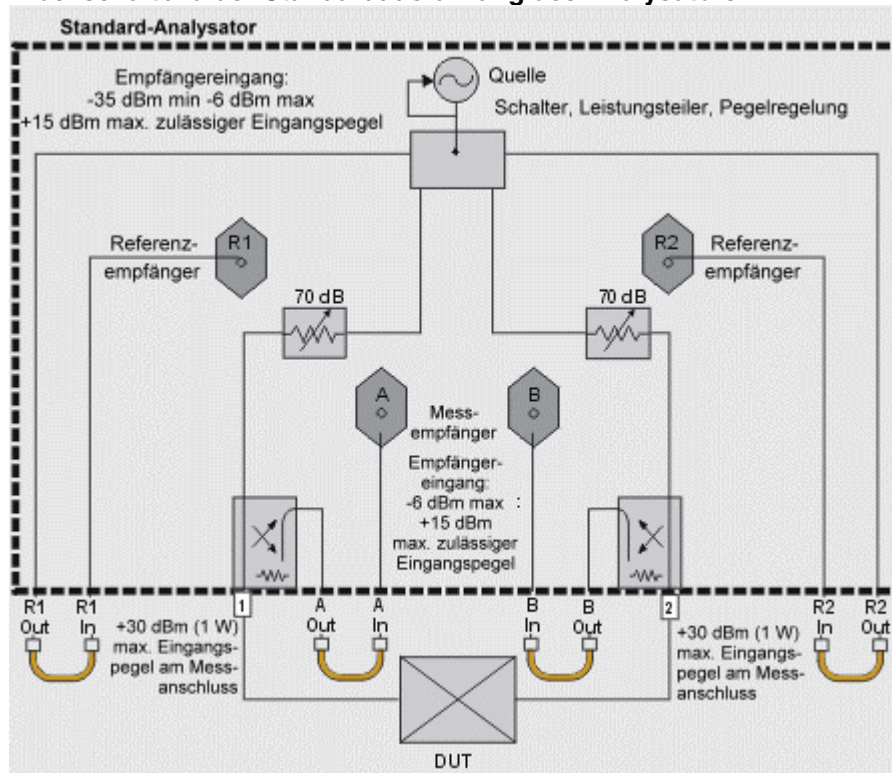 Standard-Analysator
Empfängereingang:
-35 dBm min -6 dBm max
+15 dBm max. zulässiger Eingangspegel
Quelle
Schalter, Leistungsteiler, Pegelregelung
Referenz-
empfänger
R1
R2
Referenz-
empfänger
70 dB
70 dB
A
B
Mess-
empfänger
Empfänger-
eingang:
-6 dBm max :
+15 dBm
max. zulässiger
Eingangspegel
R1
Out
R1
In
1
A
Out
A
In
B
In
B
Out
2
R2
In
R2
Out
+30 dBm (1 W)
max. Eingangs-
pegel am Mess-
anschluss
+30 dBm (1 W)
max. Eingangs-
pegel am Mess-
anschluss
DUT